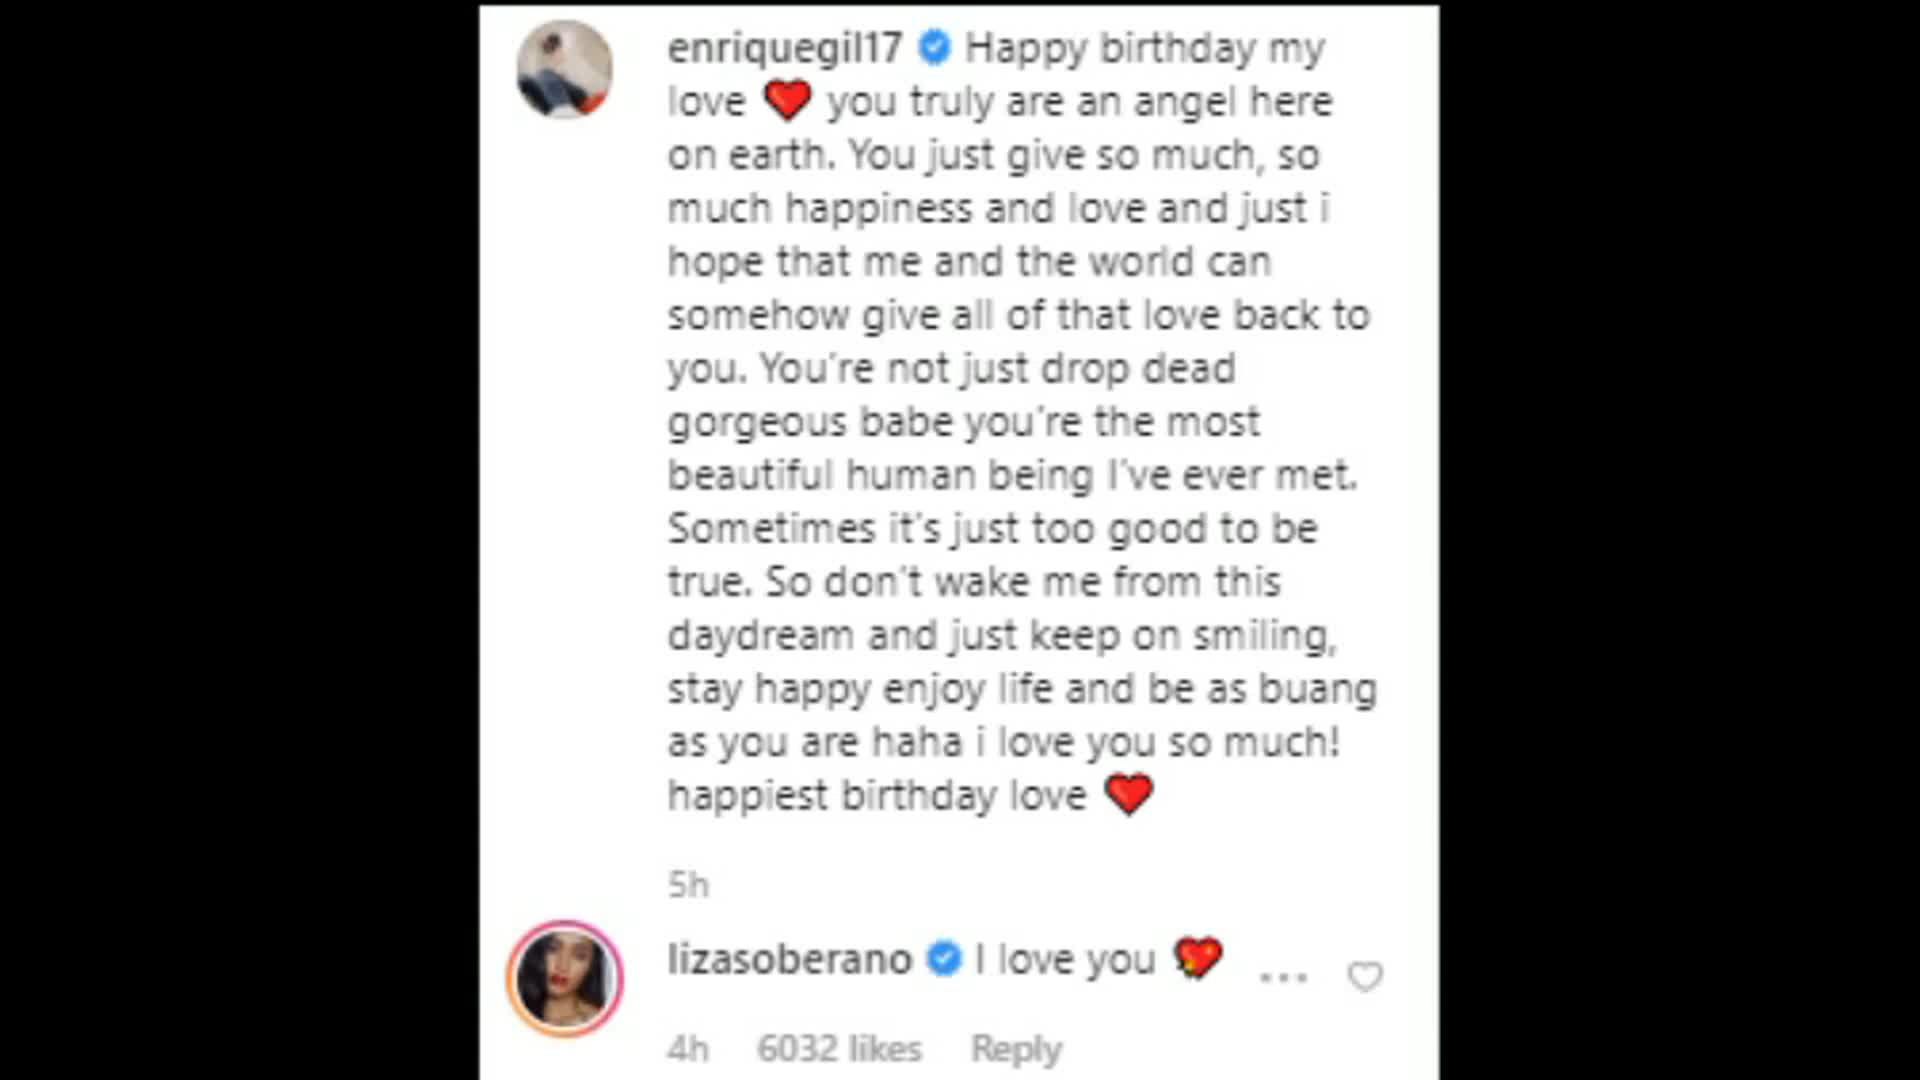 enriquegil17 Happy birthday my
love ❤️ you truly are an angel here
on earth. You just give so much, so
much happiness and love and just i
hope that me and the world can
somehow give all of that love back to
you. You're not just drop dead
gorgeous babe you're the most
beautiful human being I've ever met.
Sometimes it's just too good to be
true. So don't wake me from this
daydream and just keep on smiling,
stay happy enjoy life and be as buang
as you are haha i love you so much!
happiest birthday love ❤️
5h
lizasoberano I love you 💖
4h 6032 likes Reply